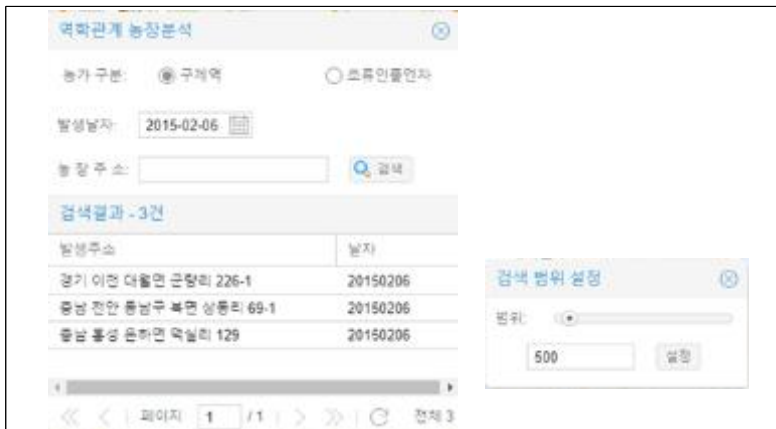 역학관계 농장분석
농가 구분: 구제역 조류인플엔자
발생날자: 2015-02-06
농 장 주 소: 검색
검색결과 - 3건
발생주소 날자
경기 이천 대월면 군량리 226-1 20150206
충남 천안 동남구 북면 상동리 69-1 20150206
충남 홍성 은하면 덕실리 129 20150206
페이지 1 / 1 전체 3
검색 범위 설정
범위:
500 설정